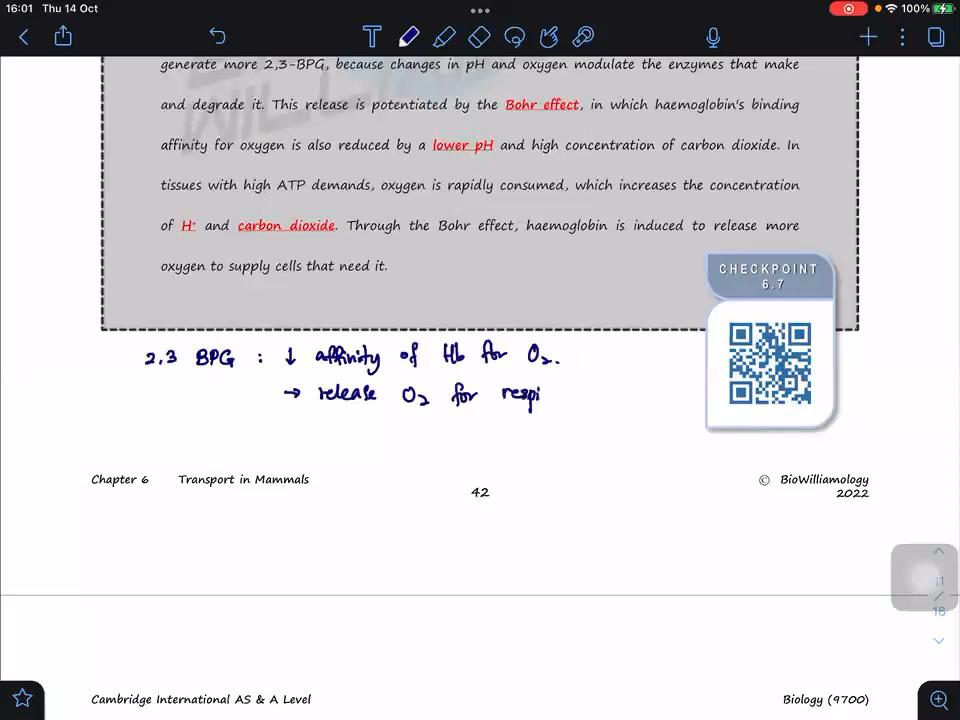 16:01 Thu 14 Oct
100%
generate more 2,3-BPG, because changes in pH and oxygen modulate the enzymes that make
and degrade it. This release is potentiated by the Bohr effect, in which haemoglobin's binding
affinity for oxygen is also reduced by a lower pH and high concentration of carbon dioxide. In
tissues with high ATP demands, oxygen is rapidly consumed, which increases the concentration
of H⁺ and carbon dioxide. Through the Bohr effect, haemoglobin is induced to release more
oxygen to supply cells that need it.
CHECKPOINT
6.7
2,3 BPG : ↓ affinity of Hb for O₂.
→ release O₂ for respi
Chapter 6 Transport in Mammals
© BioWilliamology
42
2022
11
/
16
Cambridge International AS & A Level
Biology (9700)